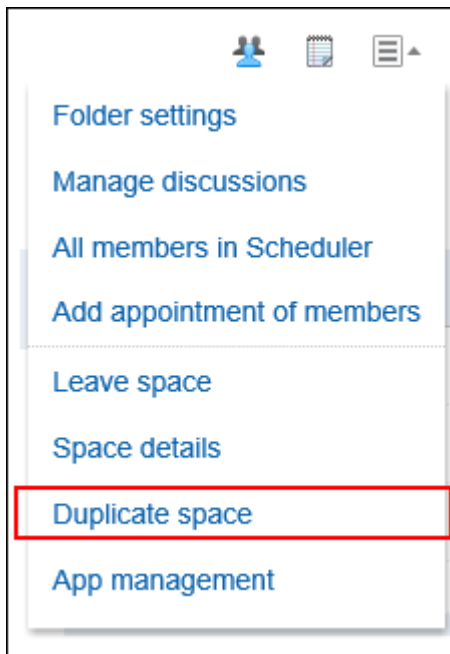 Folder settings
Manage discussions
All members in Scheduler
Add appointment of members
Leave space
Space details
Duplicate space
App management